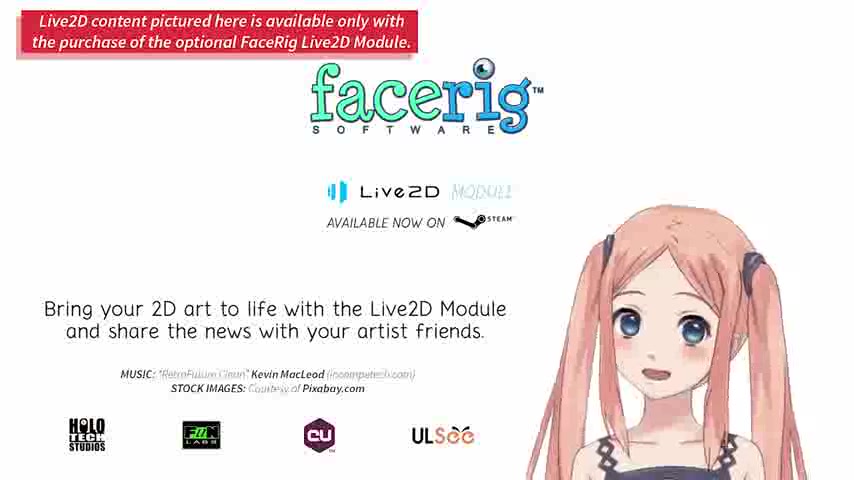 Live2D content pictured here is available only with
the purchase of the optional FaceRig Live2D Module.
facerig™
SOFTWARE
Live2D MODULE
AVAILABLE NOW ON STEAM™
Bring your 2D art to life with the Live2D Module
and share the news with your artist friends.
MUSIC: "RetroFuture Clean" Kevin MacLeod (incompetech.com)
STOCK IMAGES: Courtesy of Pixabay.com
HOLO
TECH
STUDIOS
FUN
LABS
CU
ULSee